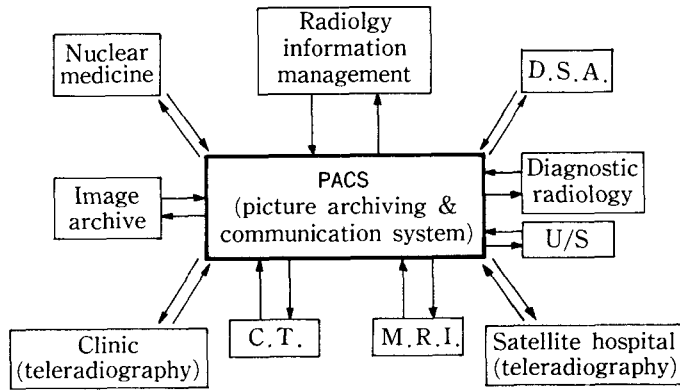 Radiolgy
information
management
Nuclear
medicine
D.S.A.
PACS
(picture archiving &
communication system)
Image
archive
Diagnostic
radiology
U/S
Clinic
(teleradiography)
C.T.
M.R.I.
Satellite hospital
(teleradiography)